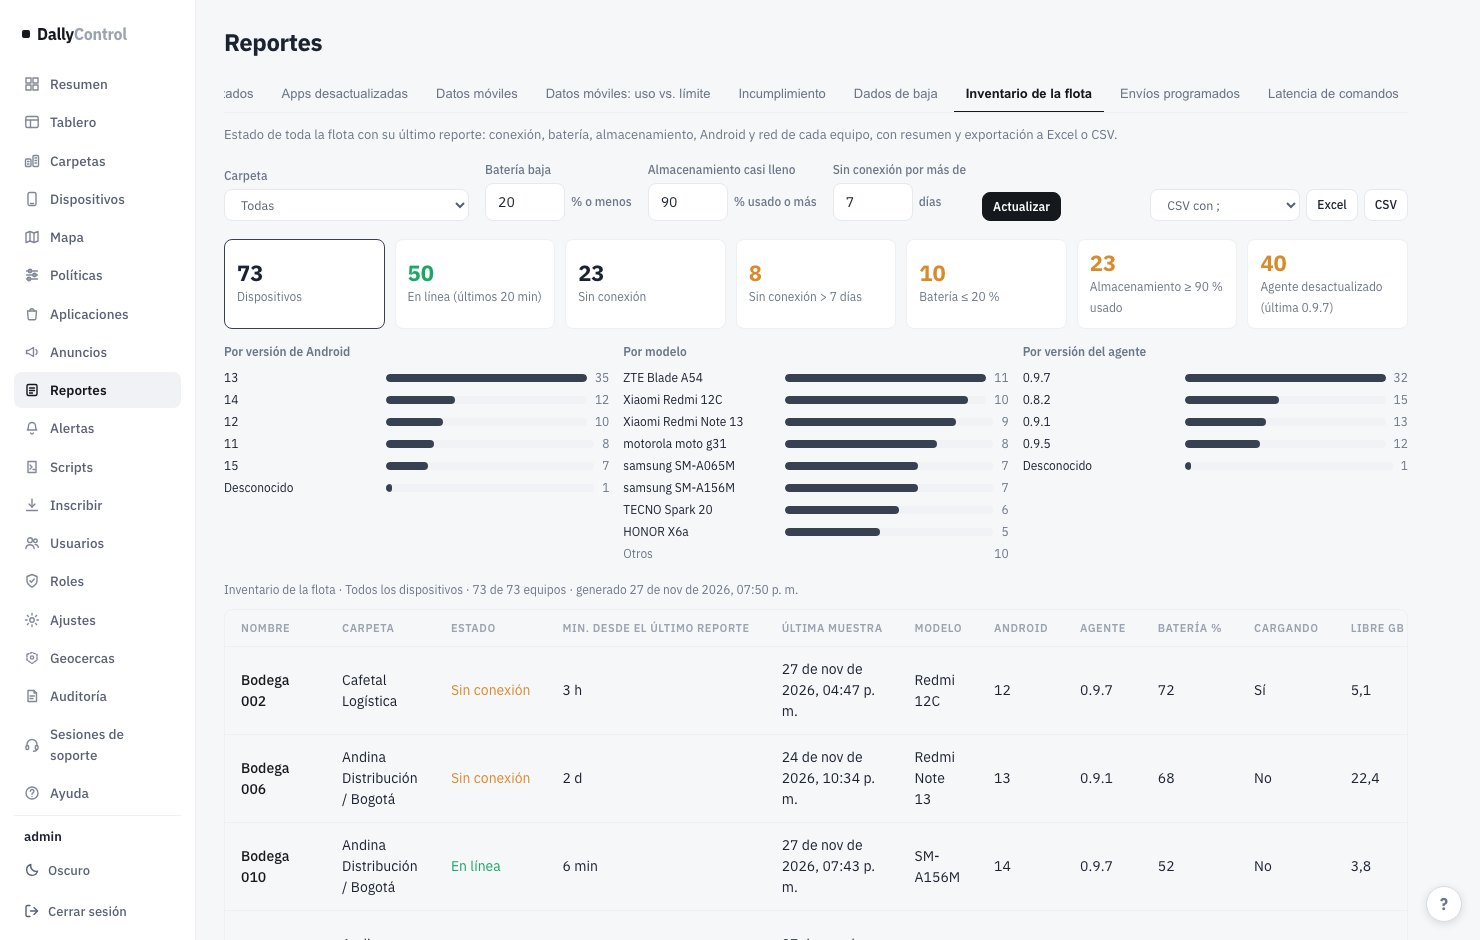 DallyControl
Resumen
Tablero
Carpetas
Dispositivos
Mapa
Políticas
Aplicaciones
Anuncios
Reportes
Alertas
Scripts
Inscribir
Usuarios
Roles
Ajustes
Geocercas
Auditoría
Sesiones de
soporte
Ayuda
admin
Oscuro
Cerrar sesión
Reportes
Apps desactualizadas Datos móviles Datos móviles: uso vs. límite Incumplimiento Dados de baja Inventario de la flota Envíos programados Latencia de comandos
Estado de toda la flota con su último reporte: conexión, batería, almacenamiento, Android y red de cada equipo, con resumen y exportación a Excel o CSV.
Carpeta
Todas
Batería baja
20 % o menos
Almacenamiento casi lleno
90 % usado o más
Sin conexión por más de
7 días
Actualizar
CSV con ;
Excel
CSV
73
Dispositivos
50
En línea (últimos 20 min)
23
Sin conexión
8
Sin conexión > 7 días
10
Batería ≤ 20 %
23
Almacenamiento ≥ 90 %
usado
40
Agente desactualizado
(última 0.9.7)
Por versión de Android
13 35
14 12
12 10
11 8
15 7
Desconocido 1
Por modelo
ZTE Blade A54 11
Xiaomi Redmi 12C 10
Xiaomi Redmi Note 13 9
motorola moto g31 8
samsung SM-A065M 7
samsung SM-A156M 7
TECNO Spark 20 6
HONOR X6a 5
Otros 10
Por versión del agente
0.9.7 32
0.8.2 15
0.9.1 13
0.9.5 12
Desconocido 1
Inventario de la flota · Todos los dispositivos · 73 de 73 equipos · generado 27 de nov de 2026, 07:50 p. m.
NOMBRE CARPETA ESTADO MIN. DESDE EL ÚLTIMO REPORTE ÚLTIMA MUESTRA MODELO ANDROID AGENTE BATERÍA % CARGANDO LIBRE GB
Bodega
002
Cafetal
Logística
Sin conexión
3 h
27 de nov de
2026, 04:47 p.
m.
Redmi
12C
12
0.9.7
72
Sí
5,1
Bodega
006
Andina
Distribución
/ Bogotá
Sin conexión
2 d
24 de nov de
2026, 10:34 p.
m.
Redmi
Note
13
13
0.9.1
68
No
22,4
Bodega
010
Andina
Distribución
/ Bogotá
En línea
6 min
27 de nov de
2026, 07:43 p.
m.
SM-
A156M
14
0.9.7
52
No
3,8
?